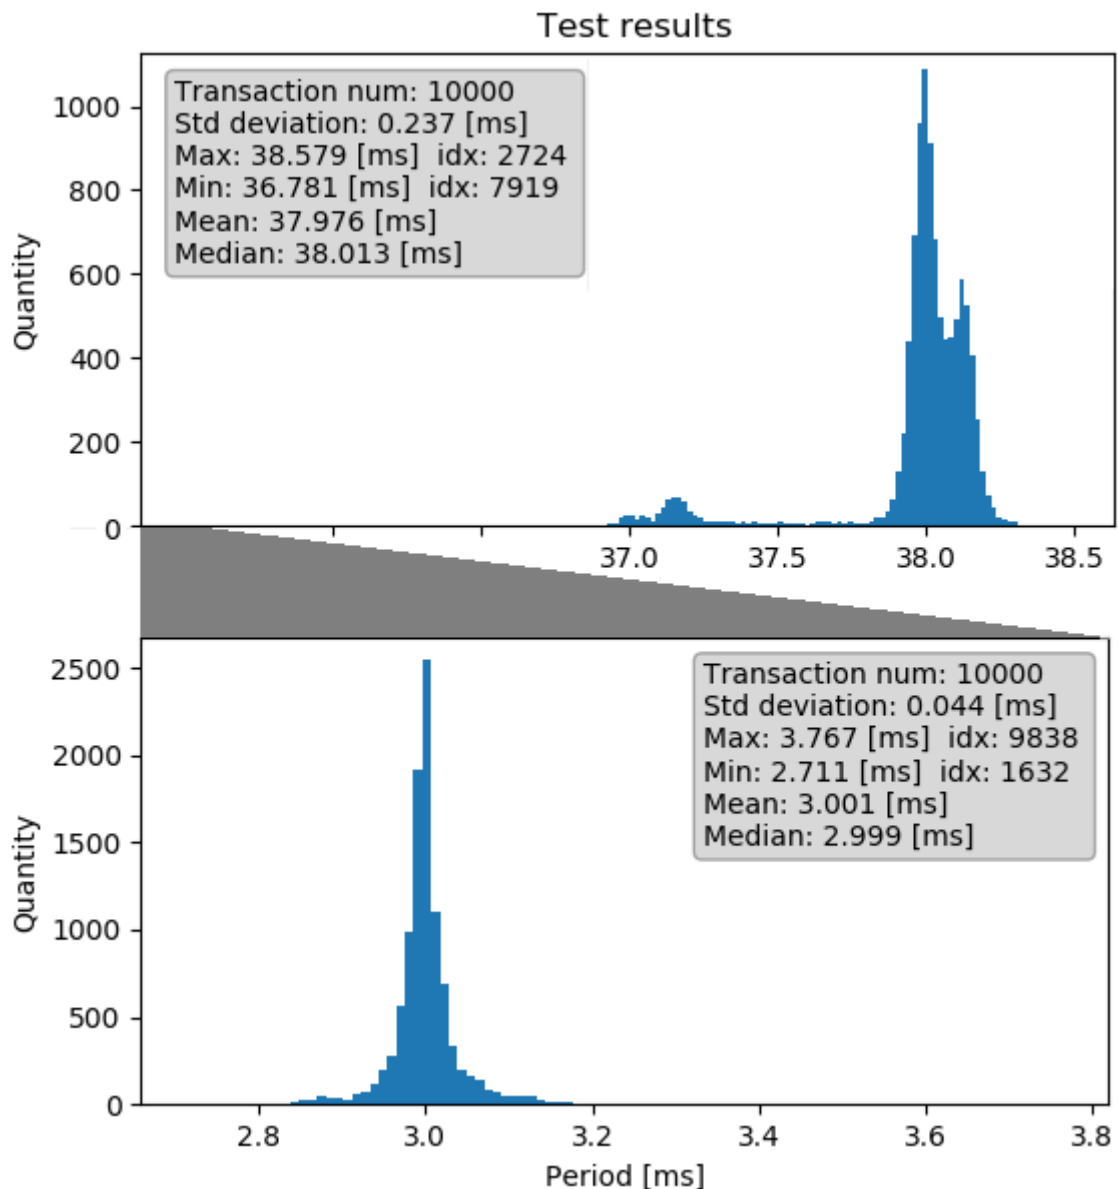 Test results
Transaction num: 10000
Std deviation: 0.237 [ms]
Max: 38.579 [ms]  idx: 2724
Min: 36.781 [ms]  idx: 7919
Mean: 37.976 [ms]
Median: 38.013 [ms]
Quantity
1000
800
600
400
200
0
37.0 37.5 38.0 38.5
Transaction num: 10000
Std deviation: 0.044 [ms]
Max: 3.767 [ms]  idx: 9838
Min: 2.711 [ms]  idx: 1632
Mean: 3.001 [ms]
Median: 2.999 [ms]
Quantity
2500
2000
1500
1000
500
0
2.8 3.0 3.2 3.4 3.6 3.8
Period [ms]